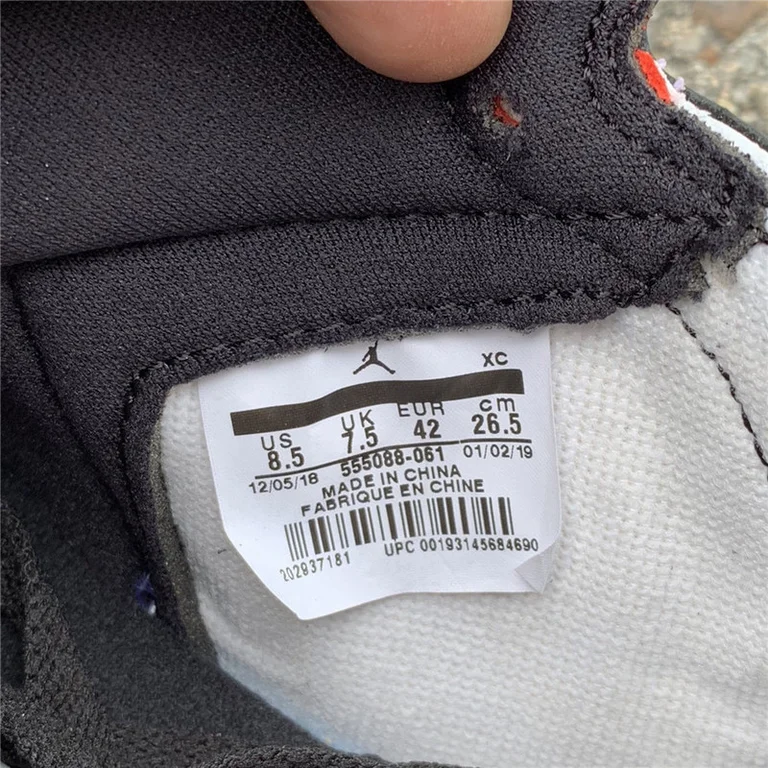 XC
US UK EUR cm
8.5 7.5 42 26.5
12/05/18 555088-061 01/02/19
MADE IN CHINA
FABRIQUE EN CHINE
202937181 UPC 00193145684690